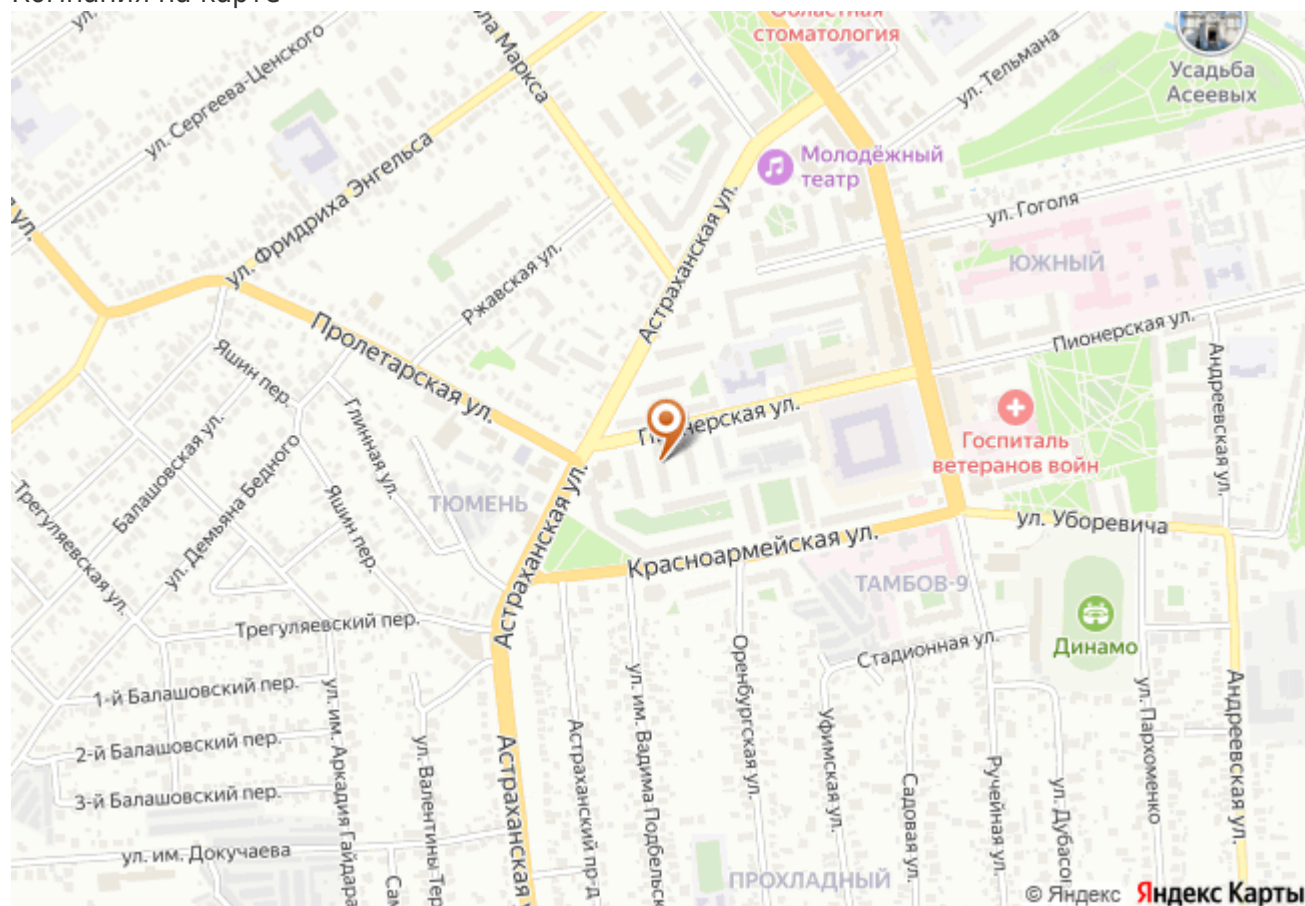 Компания на карте
ул.
ул. Сергеева-Ценского
Маркса
Областная
стоматология
ул. Тельмана
Усадьба
Асеевых
ул. Фридриха Энгельса
Молодёжный
театр
ул.
Ржавская ул.
Астраханская ул.
ул. Гоголя
ЮЖНЫЙ
Пролетарская ул.
Пионерская ул.
Яшин пер.
Глинная ул.
Балашовская ул.
ул. Демьяна Бедного
Яшин пер.
Трегуляевская ул.
ТЮМЕНЬ
Астраханская ул.
Пионерская ул.
Госпиталь
ветеранов войн
Андреевская ул.
ул. Уборевича
Красноармейская ул.
ТАМБОВ-9
Динамо
Стадионная ул.
Трегуляевский пер.
1-й Балашовский пер.
2-й Балашовский пер.
3-й Балашовский пер.
ул. им. Докучаева
ул. им. Аркадия Гайдара
ул. Валентины Тер
Сам
Астраханская у
Астраханский пр-д
ул. им. Вадима Подбельск
Оренбургская ул.
Уфимская ул.
Садовая ул.
Ручейная ул.
ул. Дубасо
ул. Пархоменко
Андреевская ул.
ПРОХЛАДНЫЙ
© Яндекс Яндекс Карты